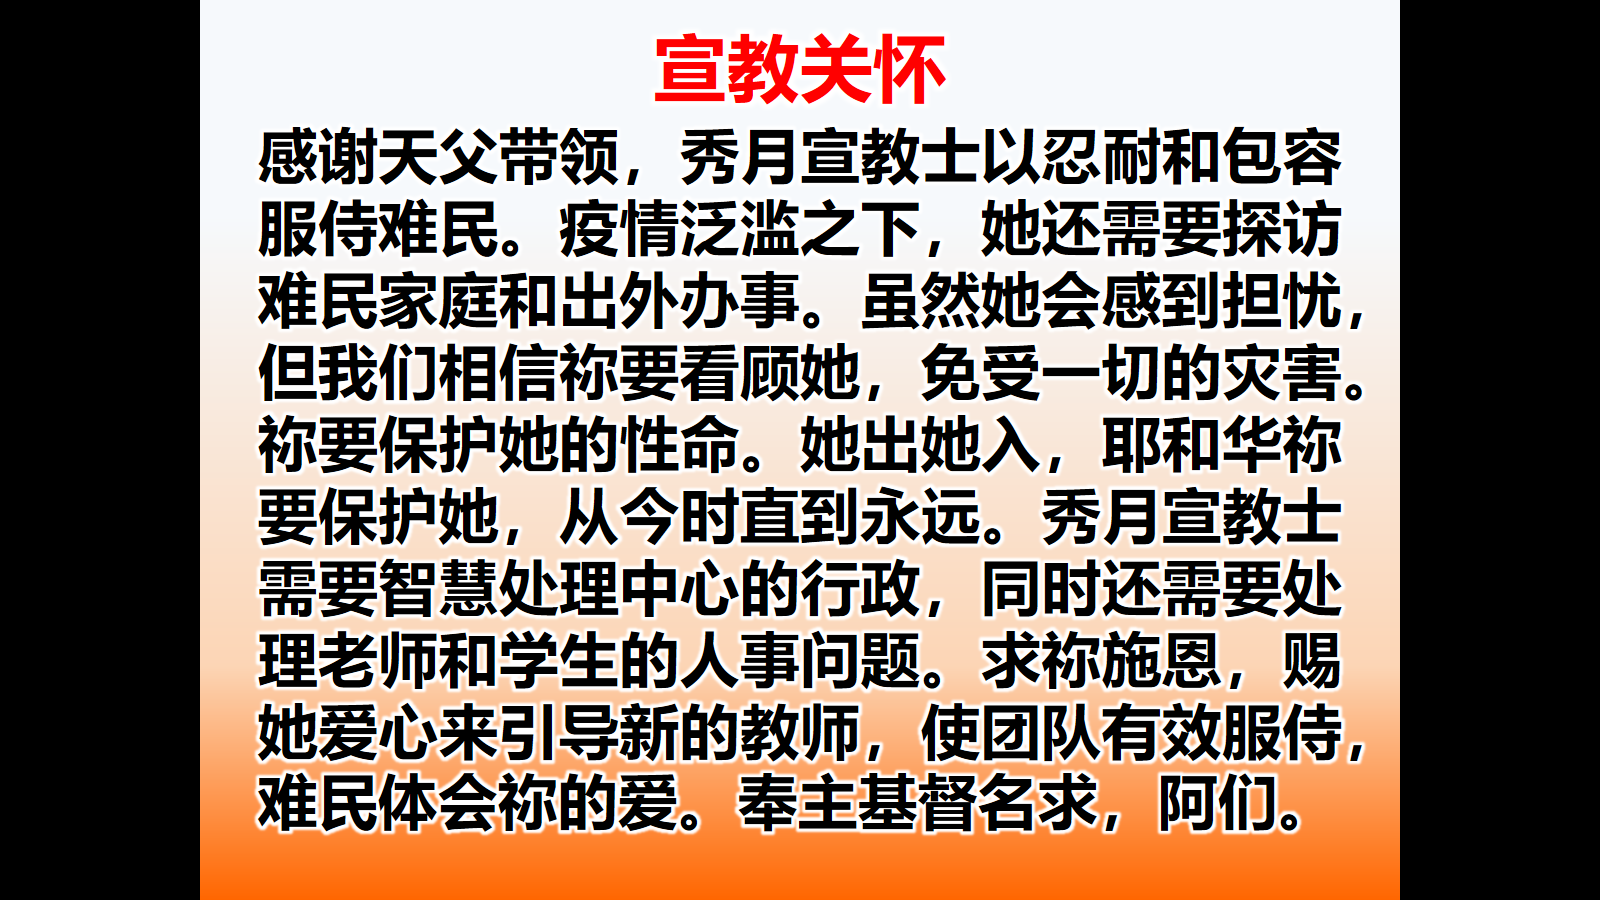 宣教关怀
感谢天父带领，秀月宣教士以忍耐和包容
服侍难民。疫情泛滥之下，她还需要探访
难民家庭和出外办事。虽然她会感到担忧，
但我们相信祢要看顾她，免受一切的灾害。
祢要保护她的性命。她出她入，耶和华祢
要保护她，从今时直到永远。秀月宣教士
需要智慧处理中心的行政，同时还需要处
理老师和学生的人事问题。求祢施恩，赐
她爱心来引导新的教师，使团队有效服侍，
难民体会祢的爱。奉主基督名求，阿们。